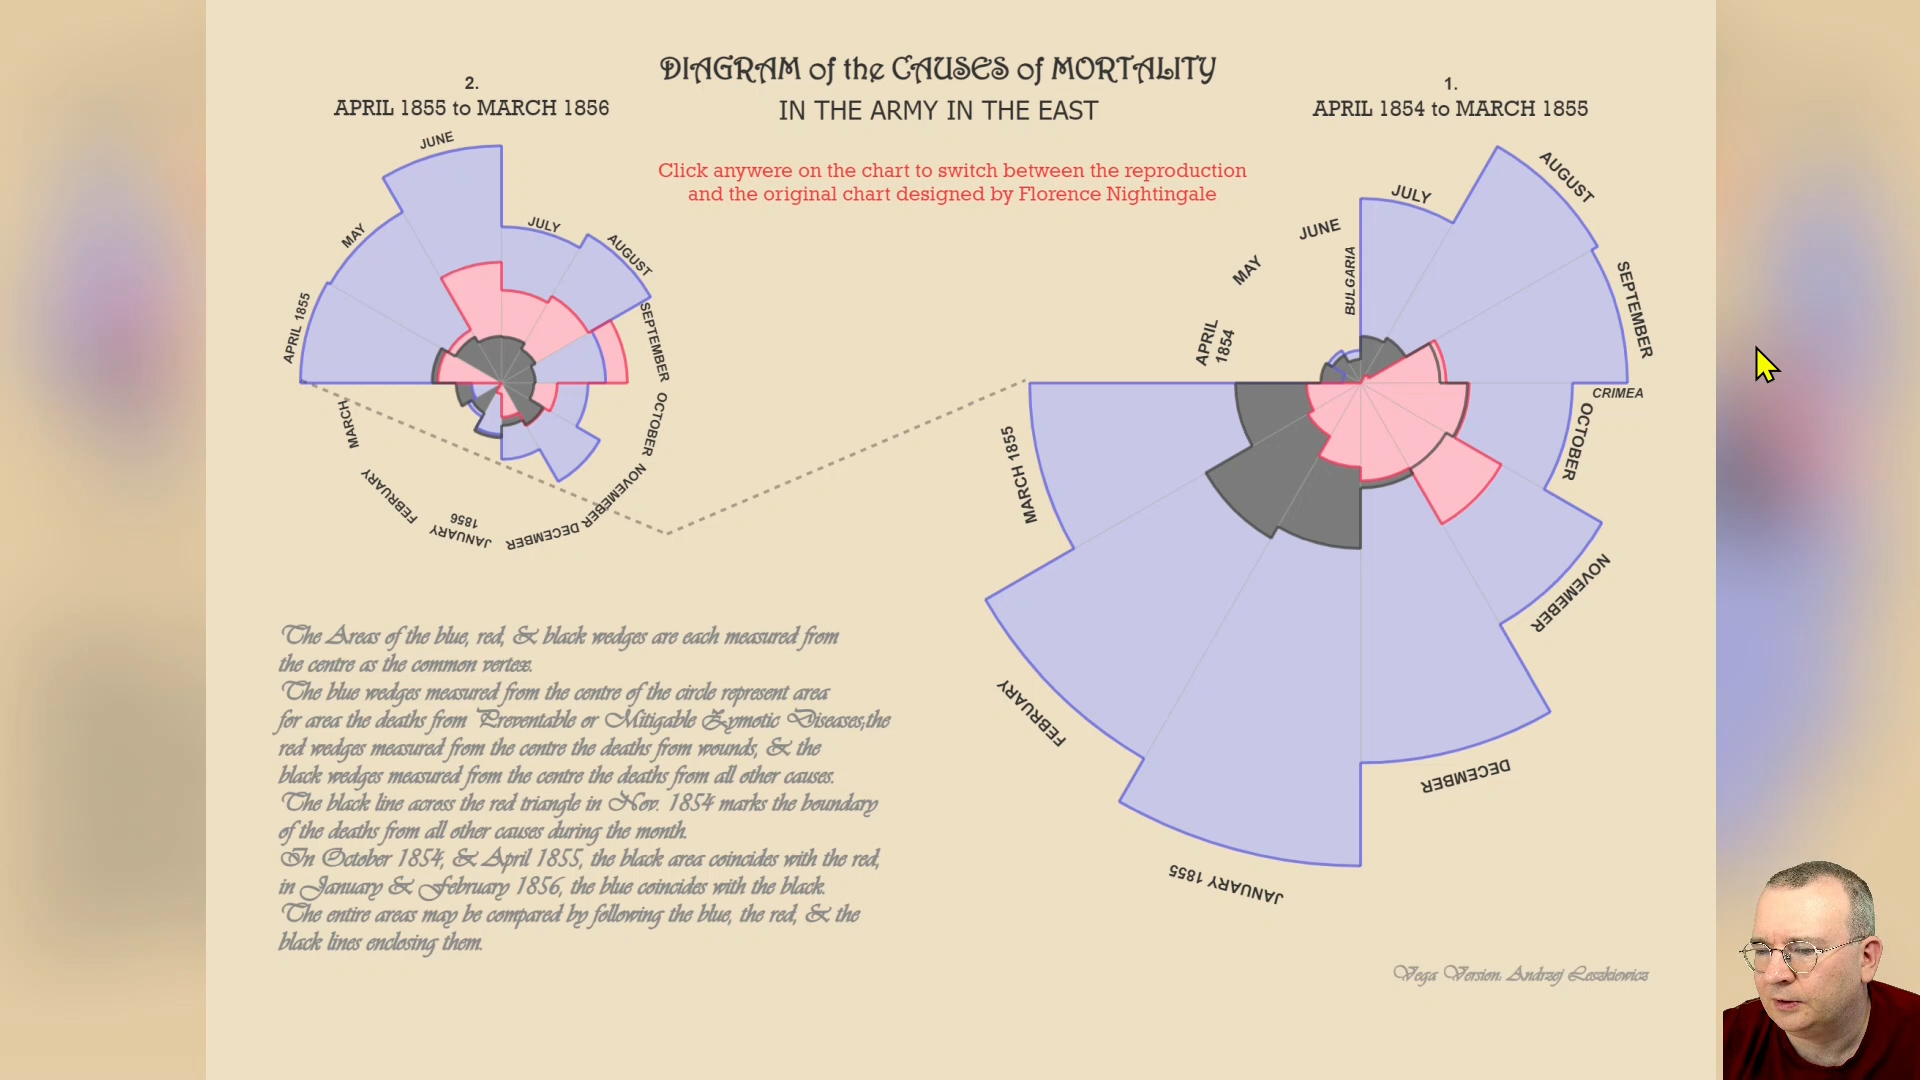 DIAGRAM of the CAUSES of MORTALITY
IN THE ARMY IN THE EAST
2.
APRIL 1855 to MARCH 1856
1.
APRIL 1854 to MARCH 1855
Click anywere on the chart to switch between the reproduction
and the original chart designed by Florence Nightingale
APRIL 1855
MAY
JUNE
JULY
AUGUST
SEPTEMBER
OCTOBER
NOVEMEBER
DECEMBER
JANUARY
1856
FEBRUARY
MARCH
APRIL
1854
MAY
JUNE
BULGARIA
JULY
AUGUST
SEPTEMBER
CRIMEA
OCTOBER
NOVEMEBER
DECEMBER
JANUARY 1855
FEBRUARY
MARCH 1855
The Areas of the blue, red, & black wedges are each measured from
the centre as the common vertex.
The blue wedges measured from the centre of the circle represent area
for area the deaths from Preventable or Mitigable Zymotic Diseases;the
red wedges measured from the centre the deaths from wounds, & the
black wedges measured from the centre the deaths from all other causes.
The black line across the red triangle in Nov. 1854 marks the boundary
of the deaths from all other causes during the month.
In October 1854, & April 1855, the black area coincides with the red,
in January & February 1856, the blue coincides with the black.
The entire areas may be compared by following the blue, the red, & the
black lines enclosing them.
Vega Version: Andrzej Leszkiewicz